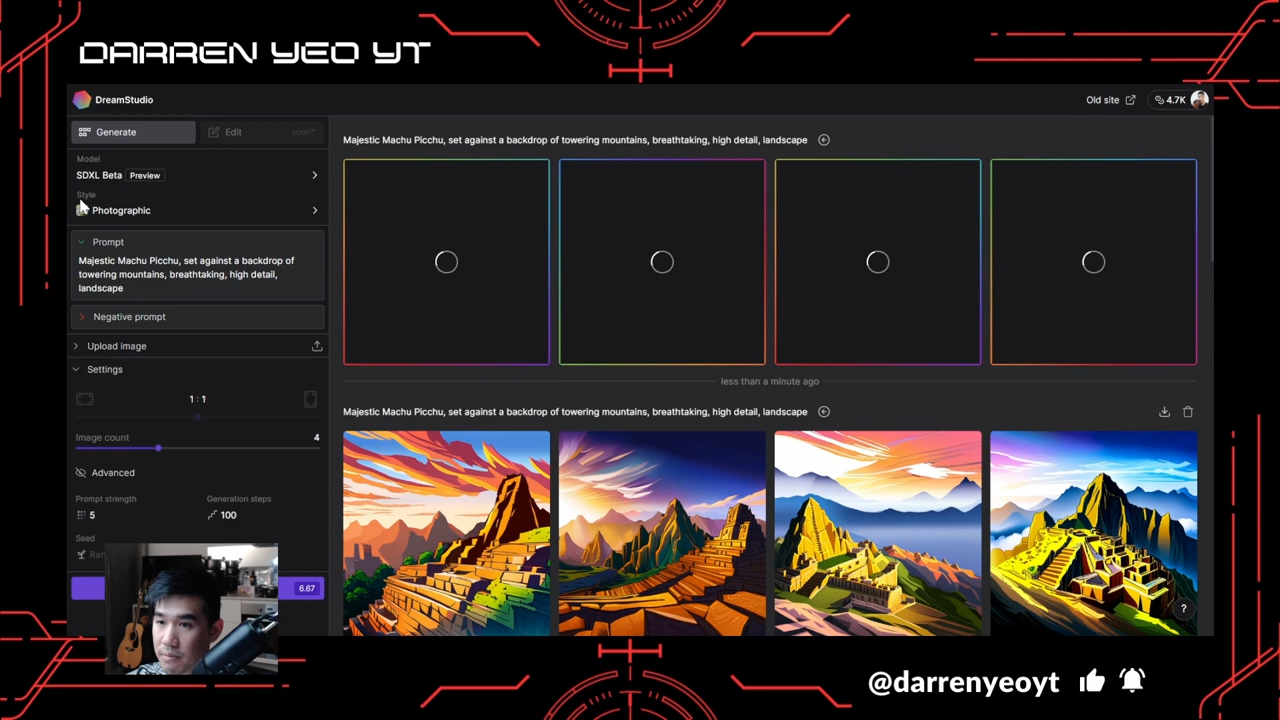 DARREN YEO YT
DreamStudio
Old site
4.7K
Generate
Edit
soon™
Majestic Machu Picchu, set against a backdrop of towering mountains, breathtaking, high detail, landscape
Model
SDXL Beta Preview
Style
Photographic
Prompt
Majestic Machu Picchu, set against a backdrop of
towering mountains, breathtaking, high detail,
landscape
Negative prompt
Upload image
Settings
1 : 1
less than a minute ago
Majestic Machu Picchu, set against a backdrop of towering mountains, breathtaking, high detail, landscape
Image count 4
Advanced
Prompt strength Generation steps
5 100
Seed
6.67
?
@darrenyeoyt